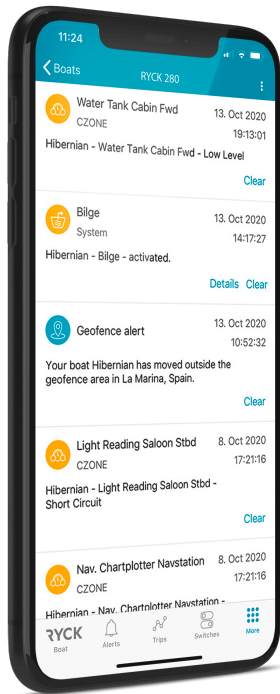 11:24
Boats
RYCK 280
Water Tank Cabin Fwd
13. Oct 2020
CZONE
19:13:01
Hibernian - Water Tank Cabin Fwd - Low Level
Clear
Bilge
13. Oct 2020
System
14:17:27
Hibernian - Bilge - activated.
Details Clear
Geofence alert
13. Oct 2020
10:52:32
Your boat Hibernian has moved outside the
geofence area in La Marina, Spain.
Clear
Light Reading Saloon Stbd
8. Oct 2020
CZONE
17:21:16
Hibernian - Light Reading Saloon Stbd -
Short Circuit
Clear
Nav. Chartplotter Navstation
8. Oct 2020
CZONE
17:21:16
Hibernian - Nav. Chartplotter Navstation -
RYCK
Boat
Alerts
Trips
Switches
More